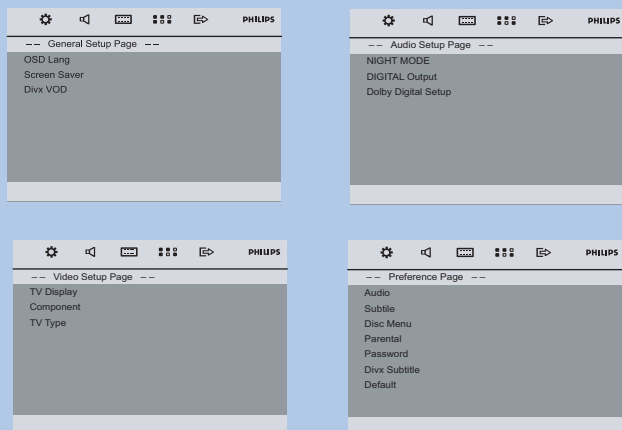 PHILIPS
-- General Setup Page --
OSD Lang
Screen Saver
Divx VOD
PHILIPS
-- Audio Setup Page --
NIGHT MODE
DIGITAL Output
Dolby Digital Setup
PHILIPS
-- Video Setup Page --
TV Display
Component
TV Type
PHILIPS
-- Preference Page --
Audio
Subtile
Disc Menu
Parental
Password
Divx Subtitle
Default